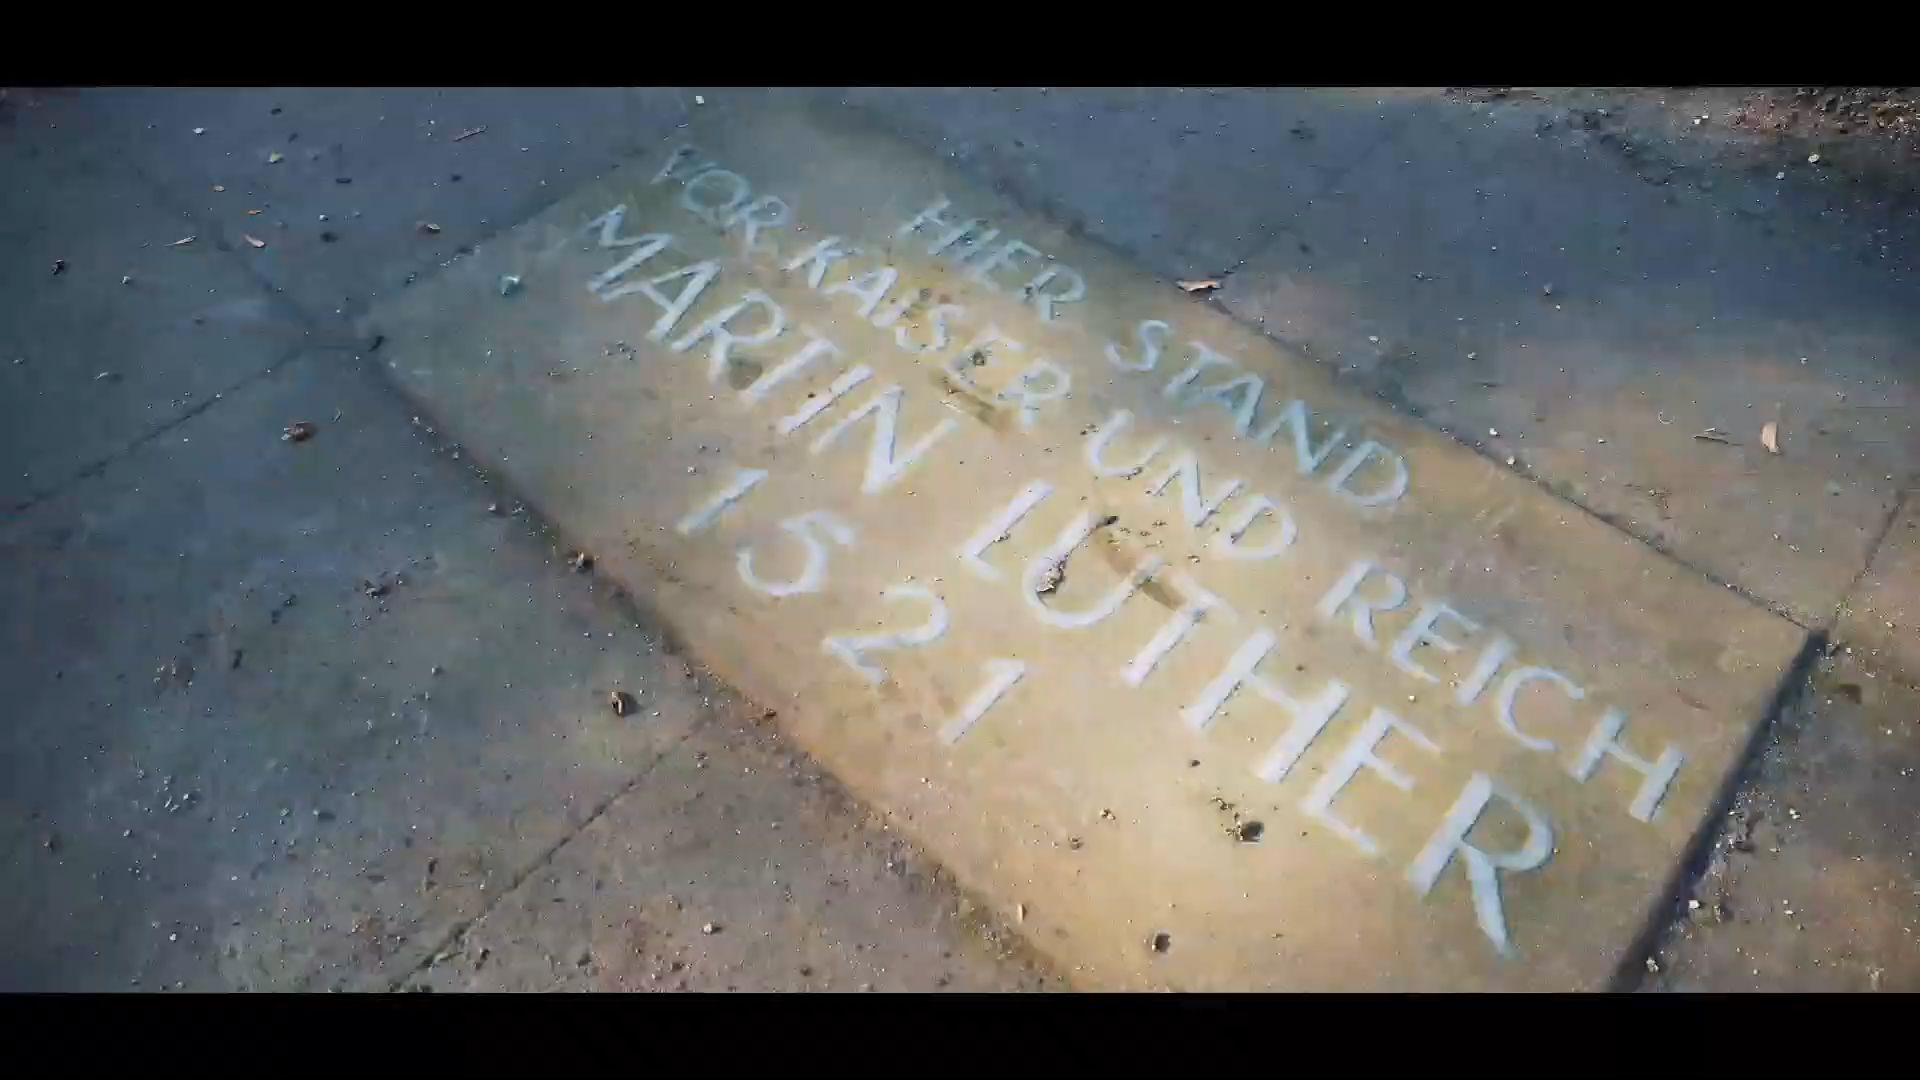 HIER STAND
VOR KAISER UND REICH
MARTIN LUTHER
1521